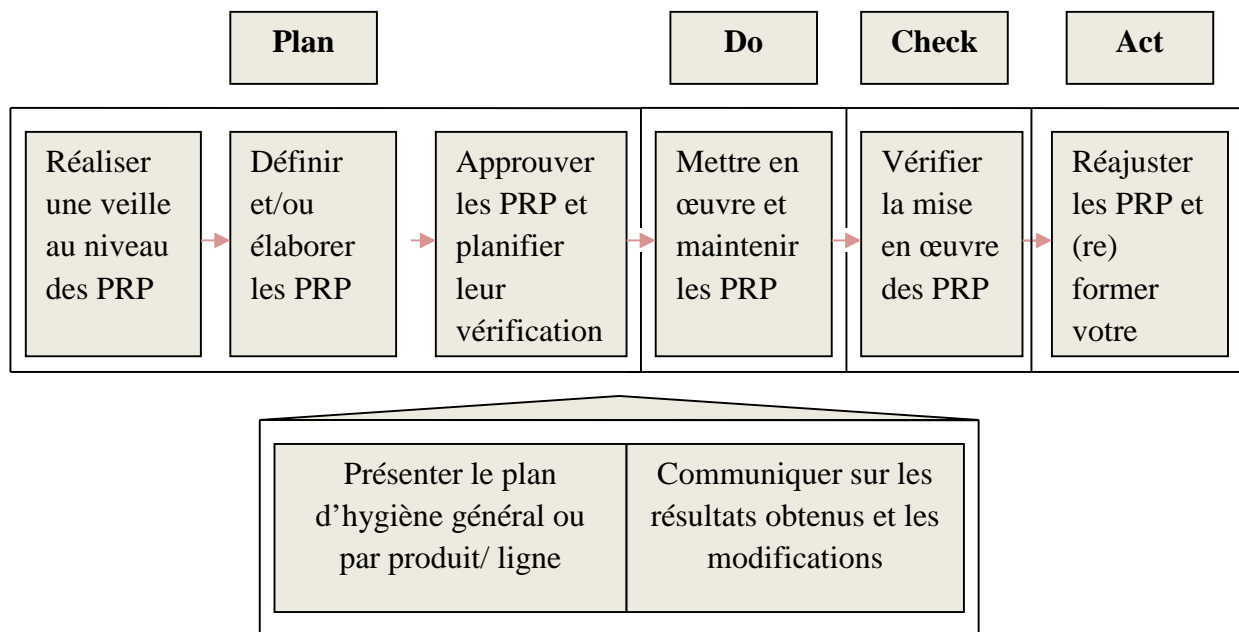 Plan
Do
Check
Act
Réaliser
une veille
au niveau
des PRP
Définir
et/ou
élaborer
les PRP
Approuver
les PRP et
planifier
leur
vérification
Mettre en
œuvre et
maintenir
les PRP
Vérifier
la mise
en œuvre
des PRP
Réajuster
les PRP et
(re)
former
votre
Présenter le plan
d’hygiène général ou
par produit/ ligne
Communiquer sur les
résultats obtenus et les
modifications